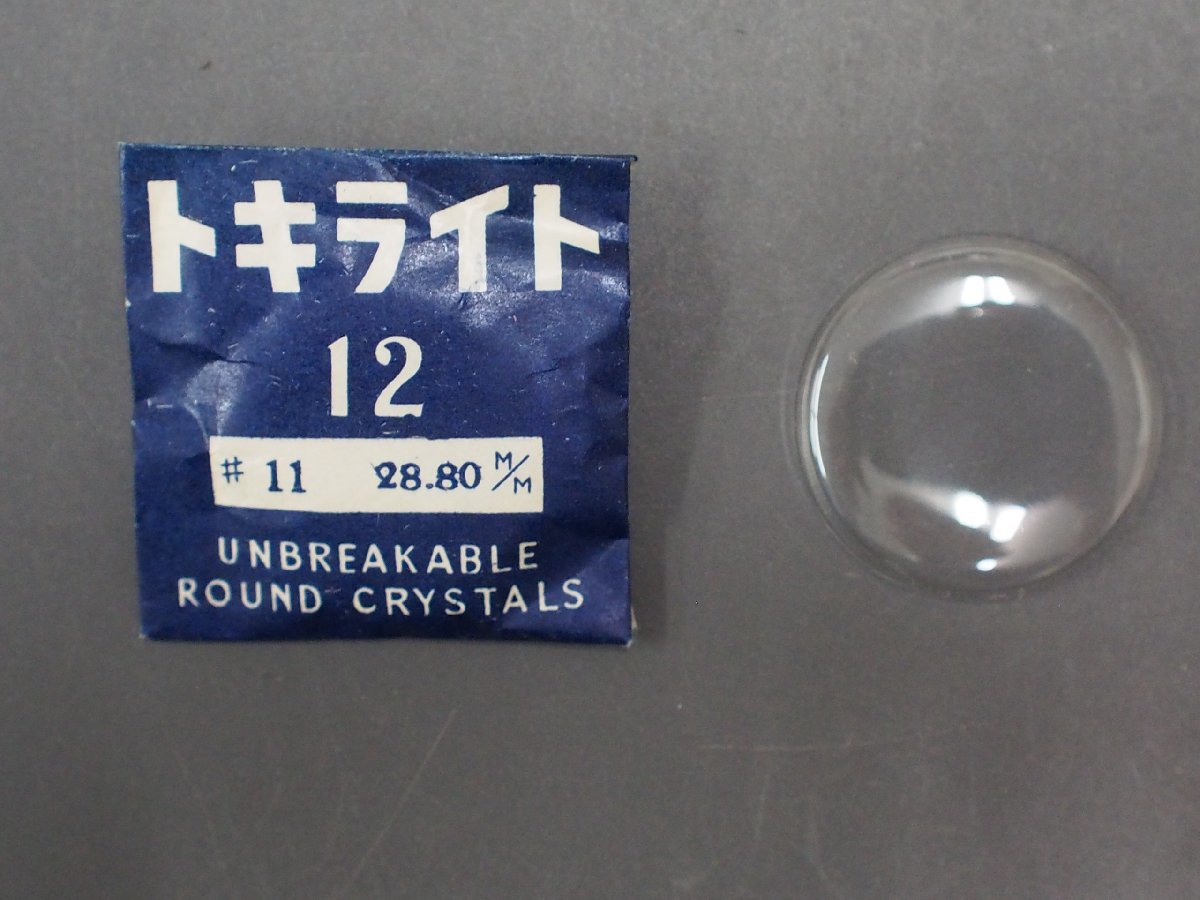 トキライト
12
# 11 28.80 M/M
UNBREAKABLE
ROUND CRYSTALS